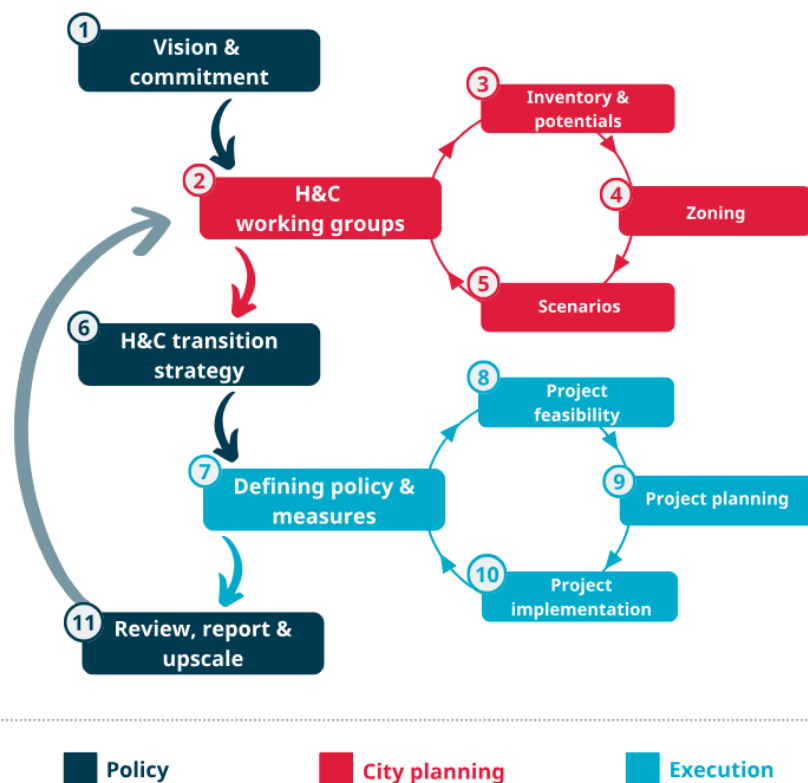 1
Vision &
commitment
2
H&C
working groups
3
Inventory &
potentials
4
Zoning
5
Scenarios
6
H&C transition
strategy
7
Defining policy &
measures
8
Project
feasibility
9
Project planning
10
Project
implementation
11
Review, report &
upscale
Policy
City planning
Execution